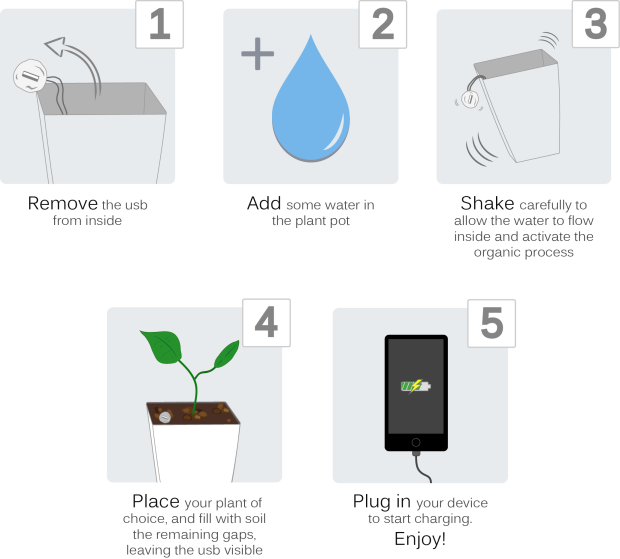 1
Remove the usb
from inside
2
Add some water in
the plant pot
3
Shake carefully to
allow the water to flow
inside and activate the
organic process
4
Place your plant of
choice, and fill with soil
the remaining gaps,
leaving the usb visible
5
Plug in your device
to start charging.
Enjoy!